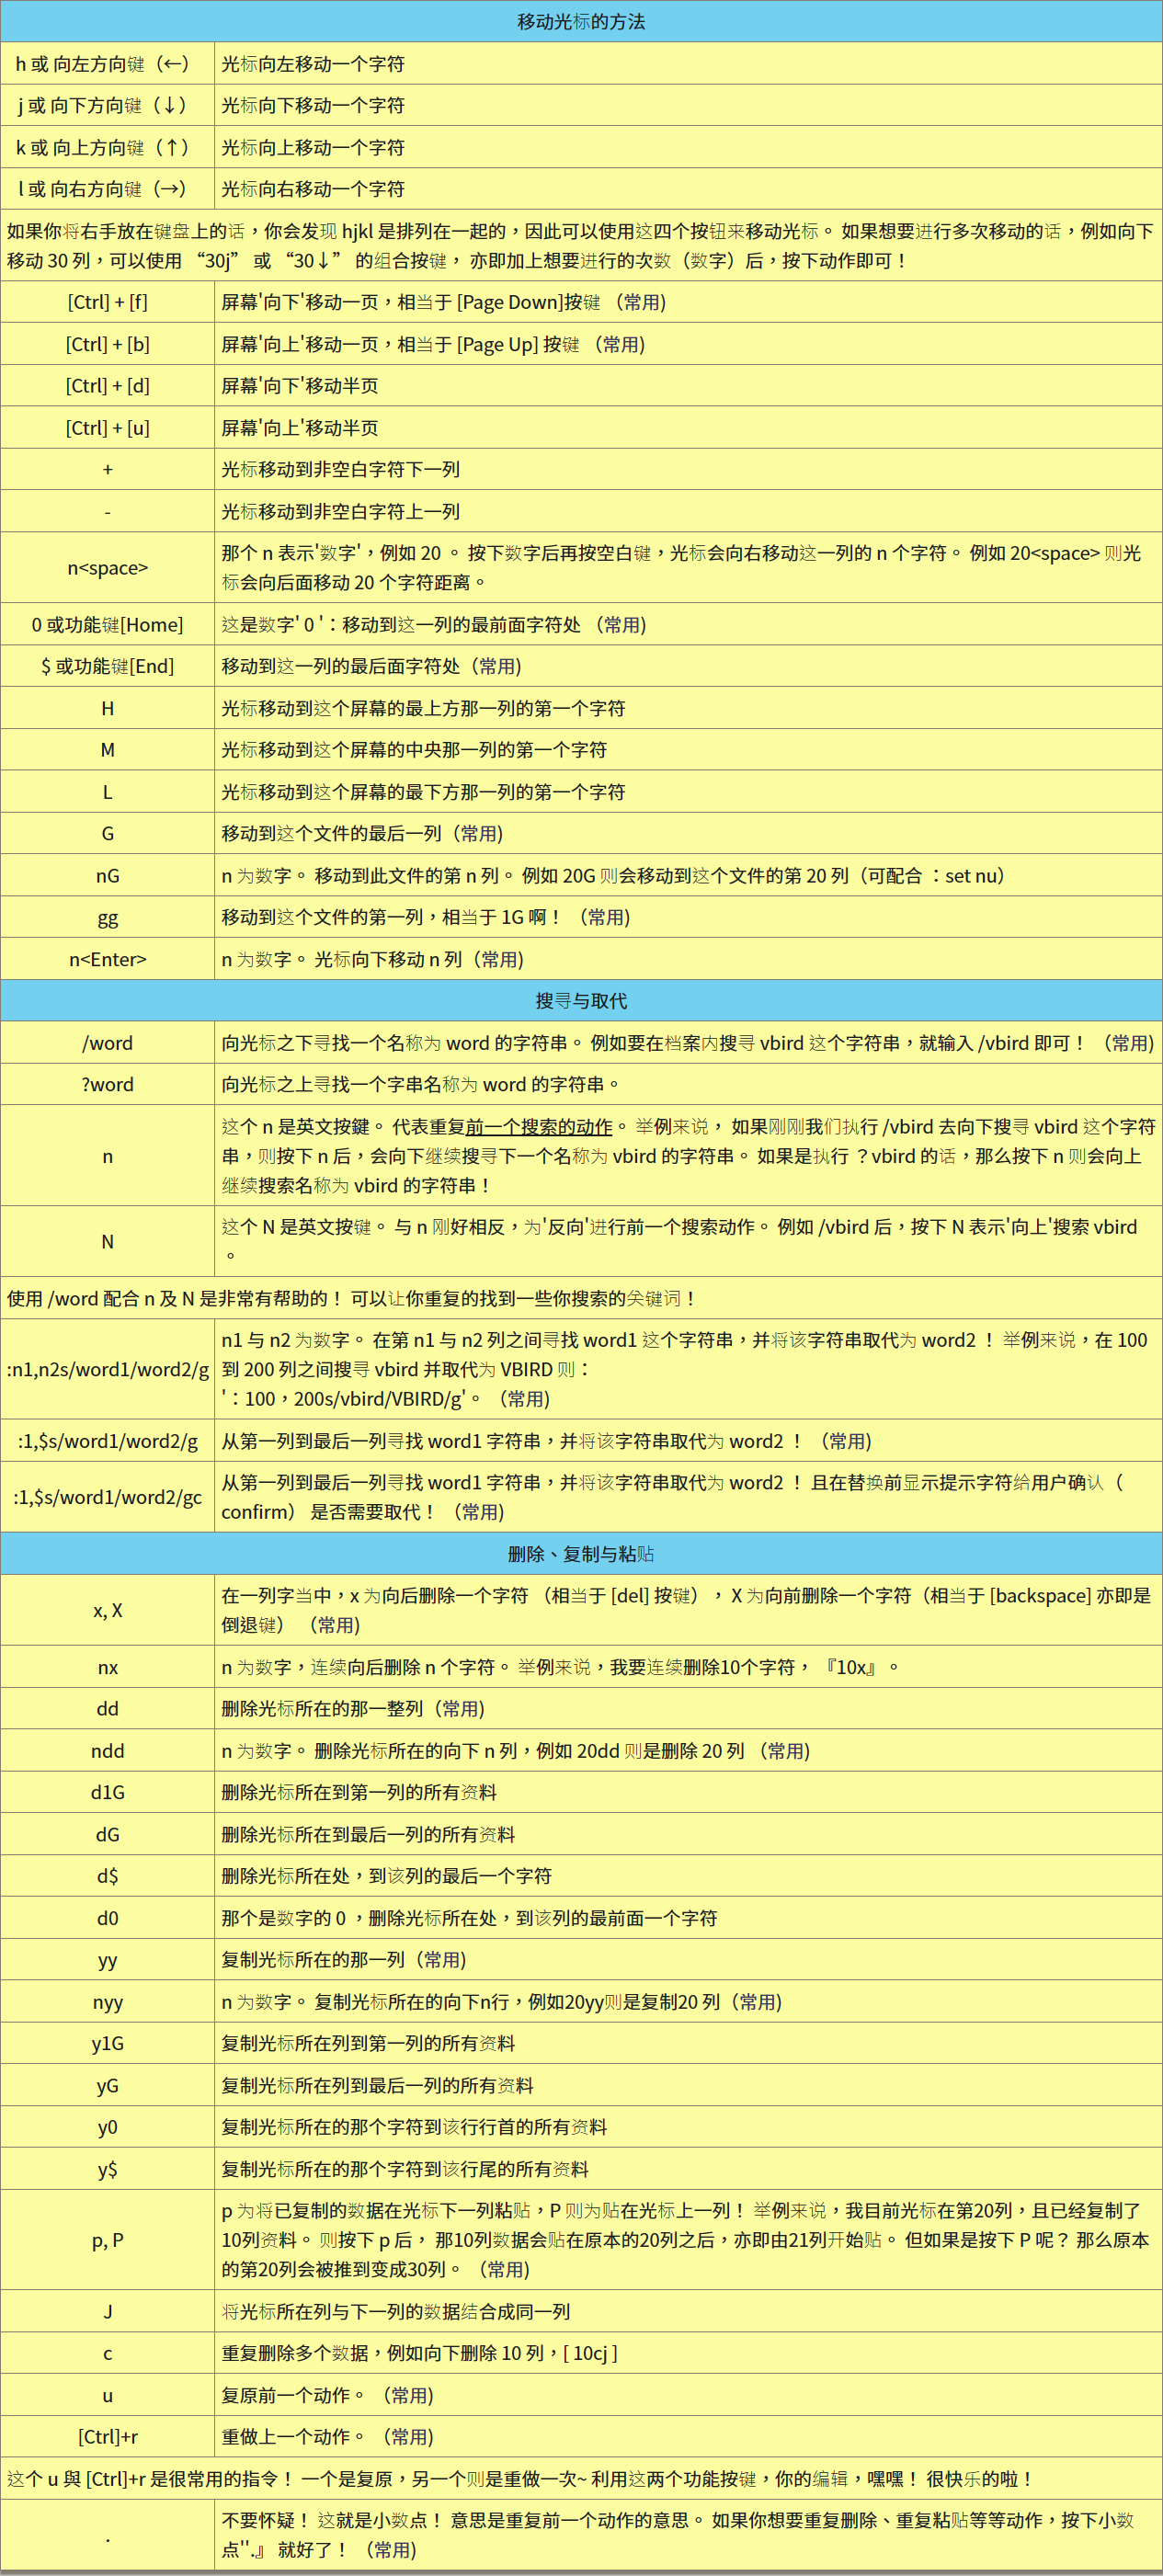 移动光标的方法
h 或 向左方向键（←）
光标向左移动一个字符
j 或 向下方向键（↓）
光标向下移动一个字符
k 或 向上方向键（↑）
光标向上移动一个字符
l 或 向右方向键（→）
光标向右移动一个字符
如果你将右手放在键盘上的话，你会发现 hjkl 是排列在一起的，因此可以使用这四个按钮来移动光标。 如果想要进行多次移动的话，例如向下
移动 30 列，可以使用 “30j” 或 “30↓” 的组合按键， 亦即加上想要进行的次数（数字）后，按下动作即可！
[Ctrl] + [f]
屏幕'向下'移动一页，相当于 [Page Down]按键 （常用)
[Ctrl] + [b]
屏幕'向上'移动一页，相当于 [Page Up] 按键 （常用)
[Ctrl] + [d]
屏幕'向下'移动半页
[Ctrl] + [u]
屏幕'向上'移动半页
+
光标移动到非空白字符下一列
-
光标移动到非空白字符上一列
n<space>
那个 n 表示'数字'，例如 20 。 按下数字后再按空白键，光标会向右移动这一列的 n 个字符。 例如 20<space> 则光
标会向后面移动 20 个字符距离。
0 或功能键[Home]
这是数字' 0 '：移动到这一列的最前面字符处 （常用)
$ 或功能键[End]
移动到这一列的最后面字符处（常用)
H
光标移动到这个屏幕的最上方那一列的第一个字符
M
光标移动到这个屏幕的中央那一列的第一个字符
L
光标移动到这个屏幕的最下方那一列的第一个字符
G
移动到这个文件的最后一列（常用)
nG
n 为数字。 移动到此文件的第 n 列。 例如 20G 则会移动到这个文件的第 20 列（可配合 ：set nu）
gg
移动到这个文件的第一列，相当于 1G 啊！ （常用)
n<Enter>
n 为数字。 光标向下移动 n 列（常用)
搜寻与取代
/word
向光标之下寻找一个名称为 word 的字符串。 例如要在档案内搜寻 vbird 这个字符串，就输入 /vbird 即可！ （常用)
?word
向光标之上寻找一个字串名称为 word 的字符串。
n
这个 n 是英文按鍵。 代表重复前一个搜索的动作。 举例来说， 如果刚刚我们执行 /vbird 去向下搜寻 vbird 这个字符
串，则按下 n 后，会向下继续搜寻下一个名称为 vbird 的字符串。 如果是执行 ？vbird 的话，那么按下 n 则会向上
继续搜索名称为 vbird 的字符串！
N
这个 N 是英文按键。 与 n 刚好相反，为'反向'进行前一个搜索动作。 例如 /vbird 后，按下 N 表示'向上'搜索 vbird
。
使用 /word 配合 n 及 N 是非常有帮助的！ 可以让你重复的找到一些你搜索的关键词！
:n1,n2s/word1/word2/g
n1 与 n2 为数字。 在第 n1 与 n2 列之间寻找 word1 这个字符串，并将该字符串取代为 word2 ！ 举例来说，在 100
到 200 列之间搜寻 vbird 并取代为 VBIRD 则：
'：100，200s/vbird/VBIRD/g'。 （常用)
:1,$s/word1/word2/g
从第一列到最后一列寻找 word1 字符串，并将该字符串取代为 word2 ！ （常用)
:1,$s/word1/word2/gc
从第一列到最后一列寻找 word1 字符串，并将该字符串取代为 word2 ！ 且在替换前显示提示字符给用户确认（
confirm） 是否需要取代！ （常用)
删除、复制与粘贴
x, X
在一列字当中，x 为向后删除一个字符 （相当于 [del] 按键）， X 为向前删除一个字符（相当于 [backspace] 亦即是
倒退键） （常用)
nx
n 为数字，连续向后删除 n 个字符。 举例来说，我要连续删除10个字符， 『10x』。
dd
删除光标所在的那一整列（常用)
ndd
n 为数字。 删除光标所在的向下 n 列，例如 20dd 则是删除 20 列 （常用)
d1G
删除光标所在到第一列的所有资料
dG
删除光标所在到最后一列的所有资料
d$
删除光标所在处，到该列的最后一个字符
d0
那个是数字的 0 ，删除光标所在处，到该列的最前面一个字符
yy
复制光标所在的那一列（常用)
nyy
n 为数字。 复制光标所在的向下n行，例如20yy则是复制20 列（常用)
y1G
复制光标所在列到第一列的所有资料
yG
复制光标所在列到最后一列的所有资料
y0
复制光标所在的那个字符到该行行首的所有资料
y$
复制光标所在的那个字符到该行尾的所有资料
p, P
p 为将已复制的数据在光标下一列粘贴，P 则为贴在光标上一列！ 举例来说，我目前光标在第20列，且已经复制了
10列资料。 则按下 p 后， 那10列数据会贴在原本的20列之后，亦即由21列开始贴。 但如果是按下 P 呢？ 那么原本
的第20列会被推到变成30列。 （常用)
J
将光标所在列与下一列的数据结合成同一列
c
重复删除多个数据，例如向下删除 10 列，[ 10cj ]
u
复原前一个动作。 （常用)
[Ctrl]+r
重做上一个动作。 （常用)
这个 u 與 [Ctrl]+r 是很常用的指令！ 一个是复原，另一个则是重做一次~ 利用这两个功能按键，你的编辑，嘿嘿！ 很快乐的啦！
.
不要怀疑！ 这就是小数点！ 意思是重复前一个动作的意思。 如果你想要重复删除、重复粘贴等等动作，按下小数
点''.』 就好了！ （常用)